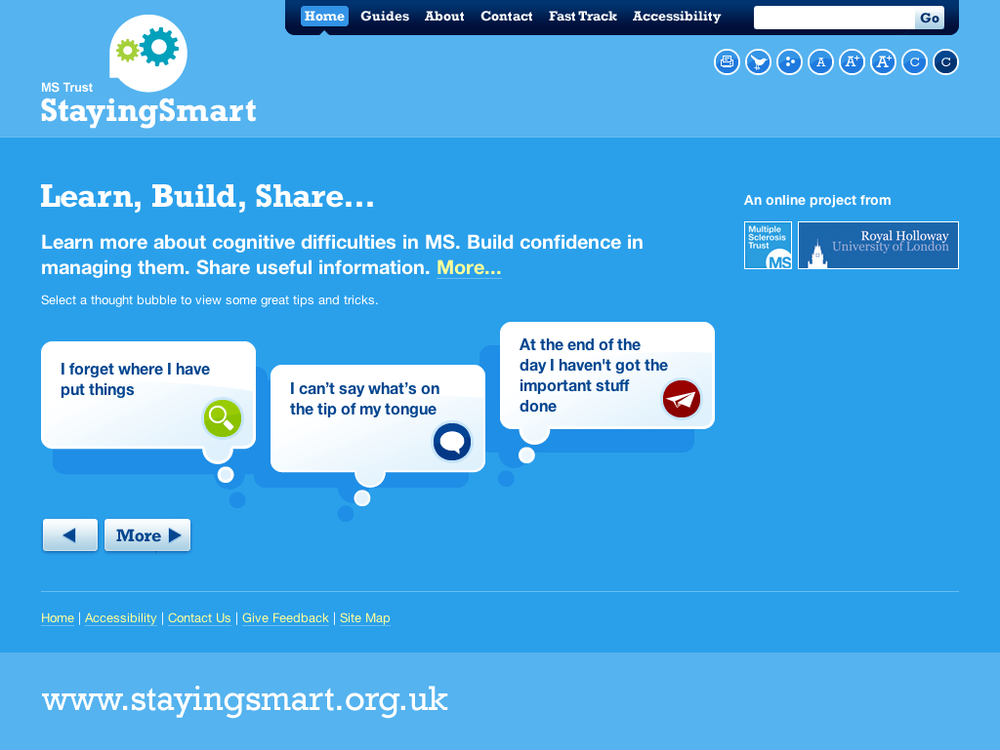 Home Guides About Contact Fast Track Accessibility Go
A A+ A+ C C
MS Trust
StayingSmart
Learn, Build, Share...
Learn more about cognitive difficulties in MS. Build confidence in
managing them. Share useful information. More...
Select a thought bubble to view some great tips and tricks.
An online project from
Multiple
Sclerosis
Trust
MS
Royal Holloway
University of London
I forget where I have
put things
I can’t say what’s on
the tip of my tongue
At the end of the
day I haven't got the
important stuff
done
More
Home | Accessibility | Contact Us | Give Feedback | Site Map
www.stayingsmart.org.uk